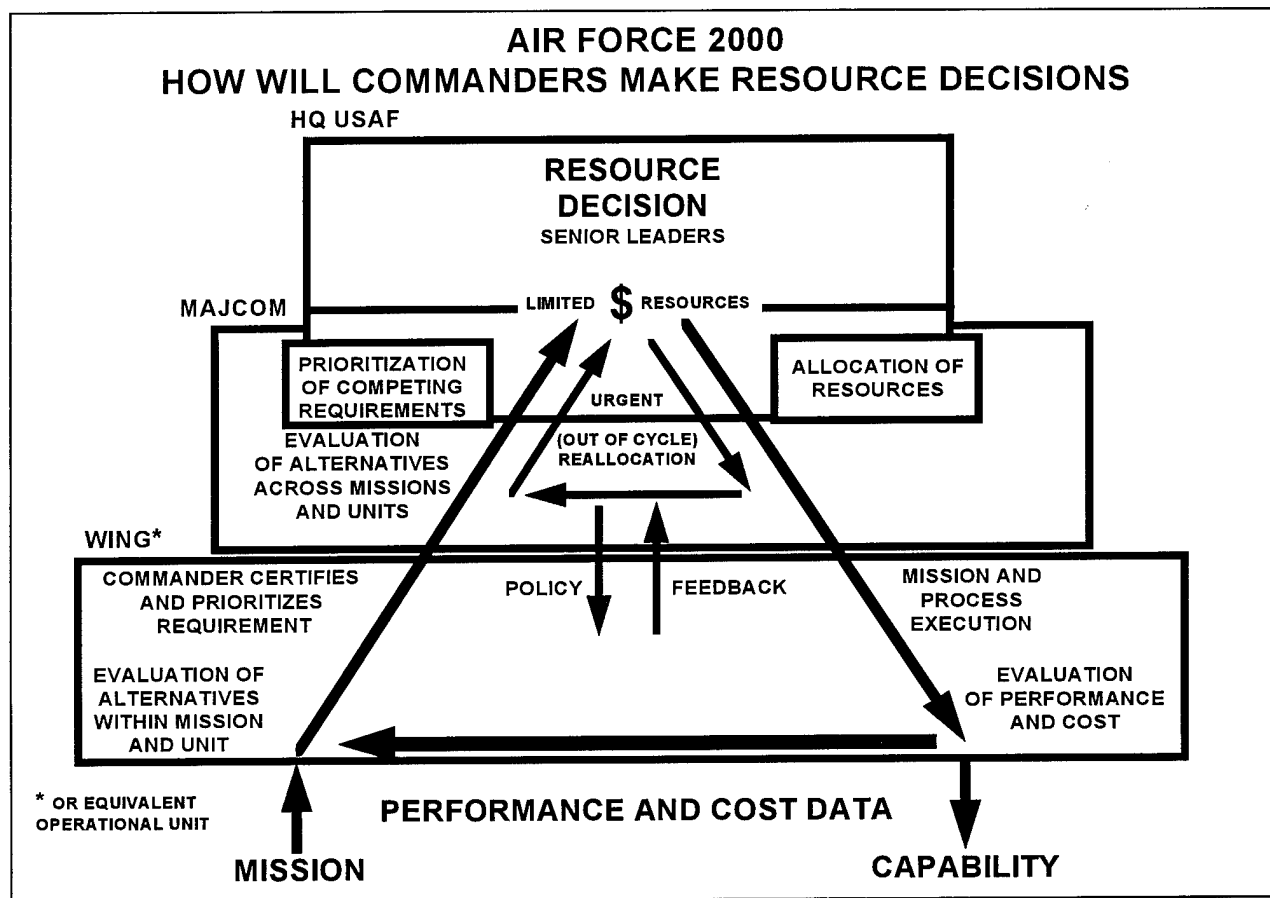 AIR FORCE 2000
HOW WILL COMMANDERS MAKE RESOURCE DECISIONS
HQ USAF
RESOURCE
DECISION
SENIOR LEADERS
MAJCOM
LIMITED $ RESOURCES
PRIORITIZATION
OF COMPETING
REQUIREMENTS
ALLOCATION OF
RESOURCES
URGENT
(OUT OF CYCLE)
REALLOCATION
EVALUATION
OF ALTERNATIVES
ACROSS MISSIONS
AND UNITS
WING*
COMMANDER CERTIFIES
AND PRIORITIZES
REQUIREMENT
POLICY
FEEDBACK
MISSION AND
PROCESS
EXECUTION
EVALUATION OF
ALTERNATIVES
WITHIN MISSION
AND UNIT
EVALUATION
OF PERFORMANCE
AND COST
* OR EQUIVALENT
OPERATIONAL UNIT
PERFORMANCE AND COST DATA
MISSION
CAPABILITY